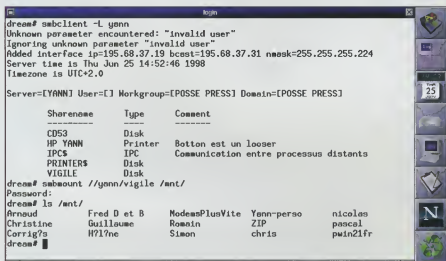 login
dream# smbclient -L yann
Unknown parameter encountered: "invalid user"
Ignoring unknown parameter "invalid user"
Added interface ip=195.68.37.19 bcast=195.68.37.31 nmask=255.255.255.224
Server time is Thu Jun 25 14:52:46 1998
Timezone is UTC+2.0
Server=[YANN] User=[] Workgroup=[POSSE PRESS] Domain=[POSSE PRESS]
Sharename Type Comment
--------- ---- -------
CD53 Disk
HP YANN Printer Botton est un looser
IPC$ IPC Communication entre processus distants
PRINTER$ Disk
VIGILE Disk
dream# smbmount //yann/vigile /mnt/
Password:
dream# ls /mnt/
Arnaud Fred D et B ModemsPlusVite Yann-perso nicolas
Christine Guillaume Romain ZIP pascal
Corrig?s H?l?ne Simon chris pwin21fr
dream#
25
N